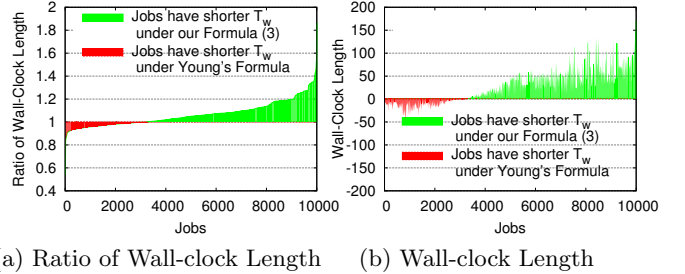 Ratio of Wall-Clock Length
2
1.8
1.6
1.4
1.2
1
0.8
0.6
0.4
Jobs have shorter Tw
under our Formula (3)
Jobs have shorter Tw
under Young's Formula
0 2000 4000 6000 8000 10000
Jobs
Wall-Clock Length
200
150
100
50
0
-50
-100
-150
-200
Jobs have shorter Tw
under our Formula (3)
Jobs have shorter Tw
under Young's Formula
0 2000 4000 6000 8000 10000
Jobs
a) Ratio of Wall-clock Length (b) Wall-clock Length